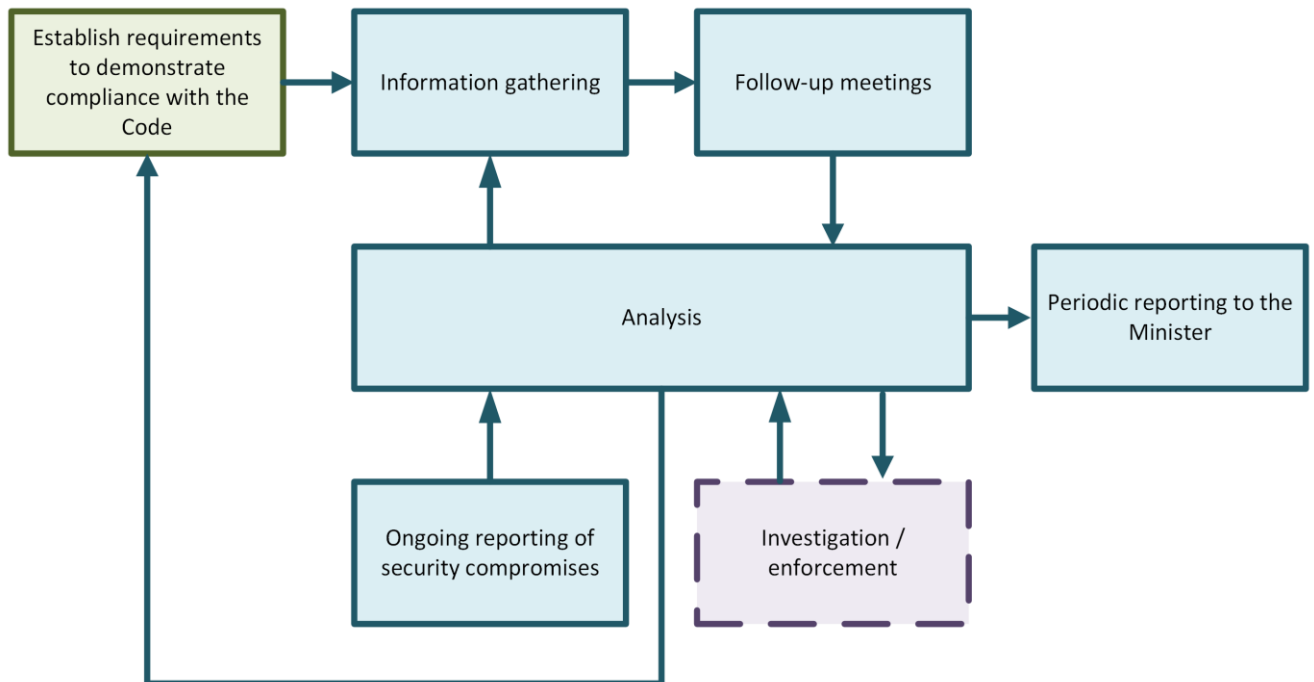 Establish requirements
to demonstrate
compliance with the
Code
Information gathering
Follow-up meetings
Analysis
Periodic reporting to the
Minister
Ongoing reporting of
security compromises
Investigation /
enforcement